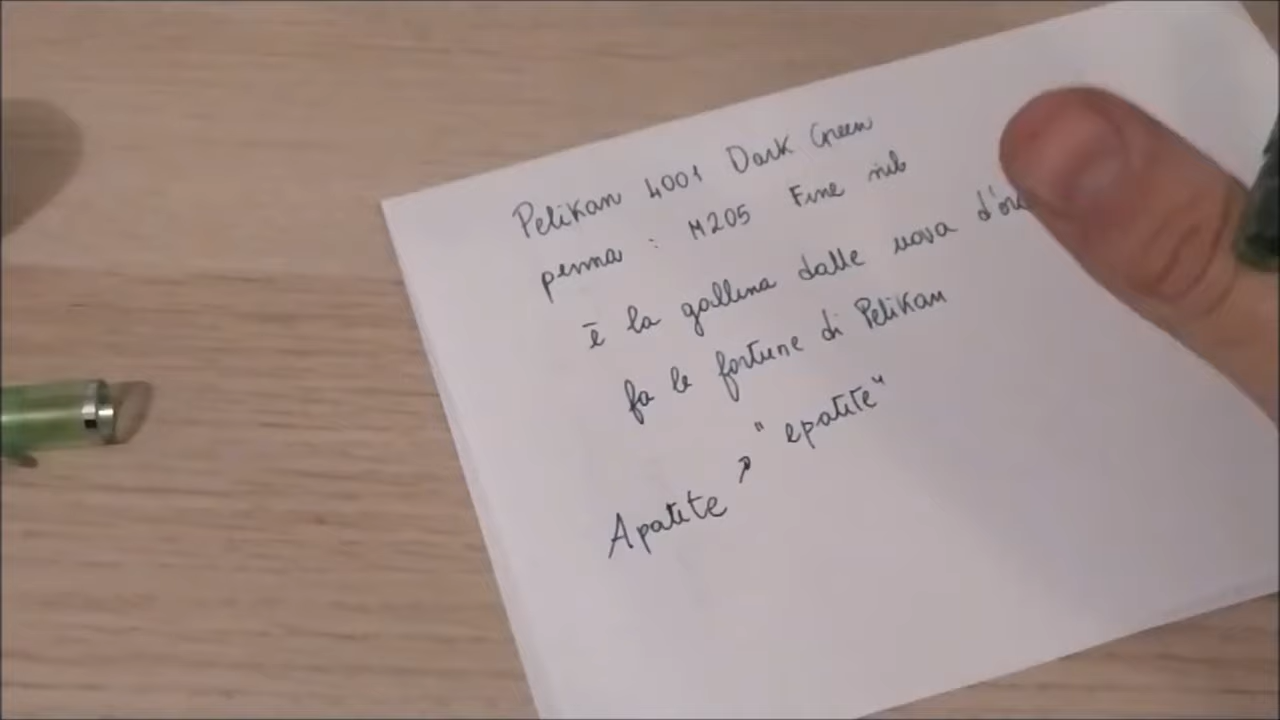 Pelikan 4001 Dark Green
penna : M205 Fine nib
è la gallina dalle uova d'oro
fa le fortune di Pelikan
" epatite"
Apatite ↗